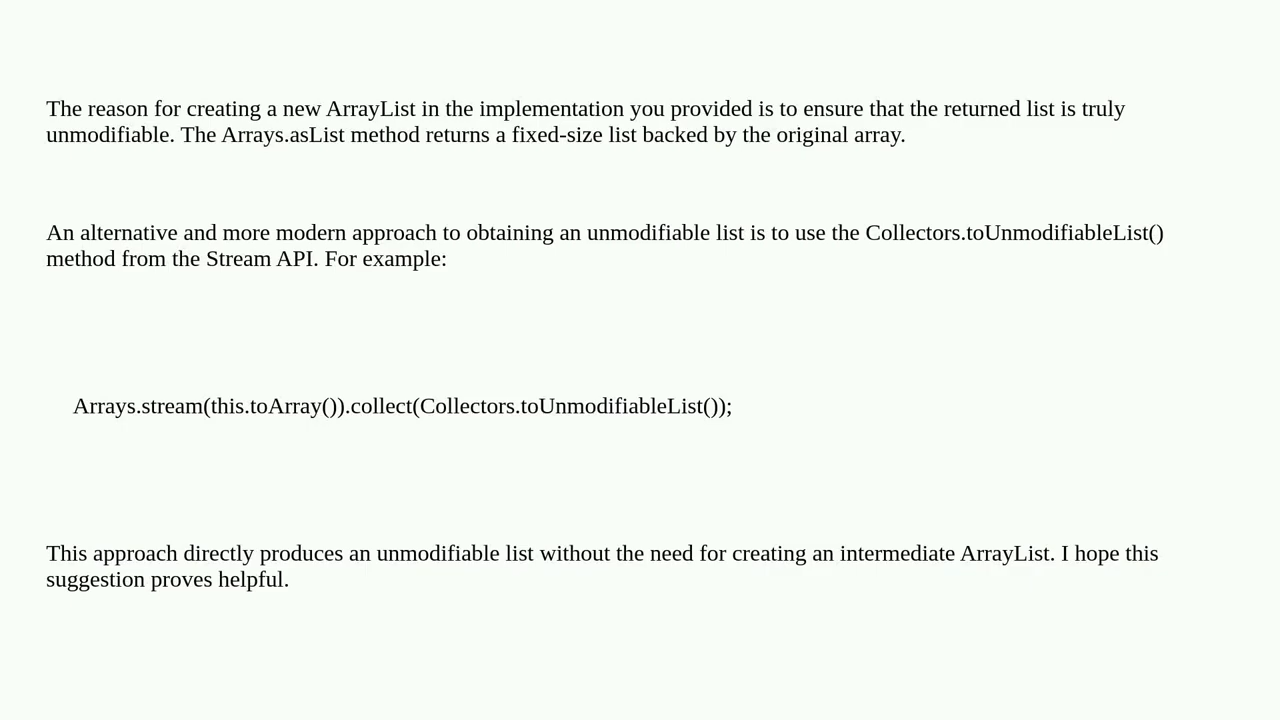 The reason for creating a new ArrayList in the implementation you provided is to ensure that the returned list is truly
unmodifiable. The Arrays.asList method returns a fixed-size list backed by the original array.
An alternative and more modern approach to obtaining an unmodifiable list is to use the Collectors.toUnmodifiableList()
method from the Stream API. For example:
Arrays.stream(this.toArray()).collect(Collectors.toUnmodifiableList());
This approach directly produces an unmodifiable list without the need for creating an intermediate ArrayList. I hope this
suggestion proves helpful.